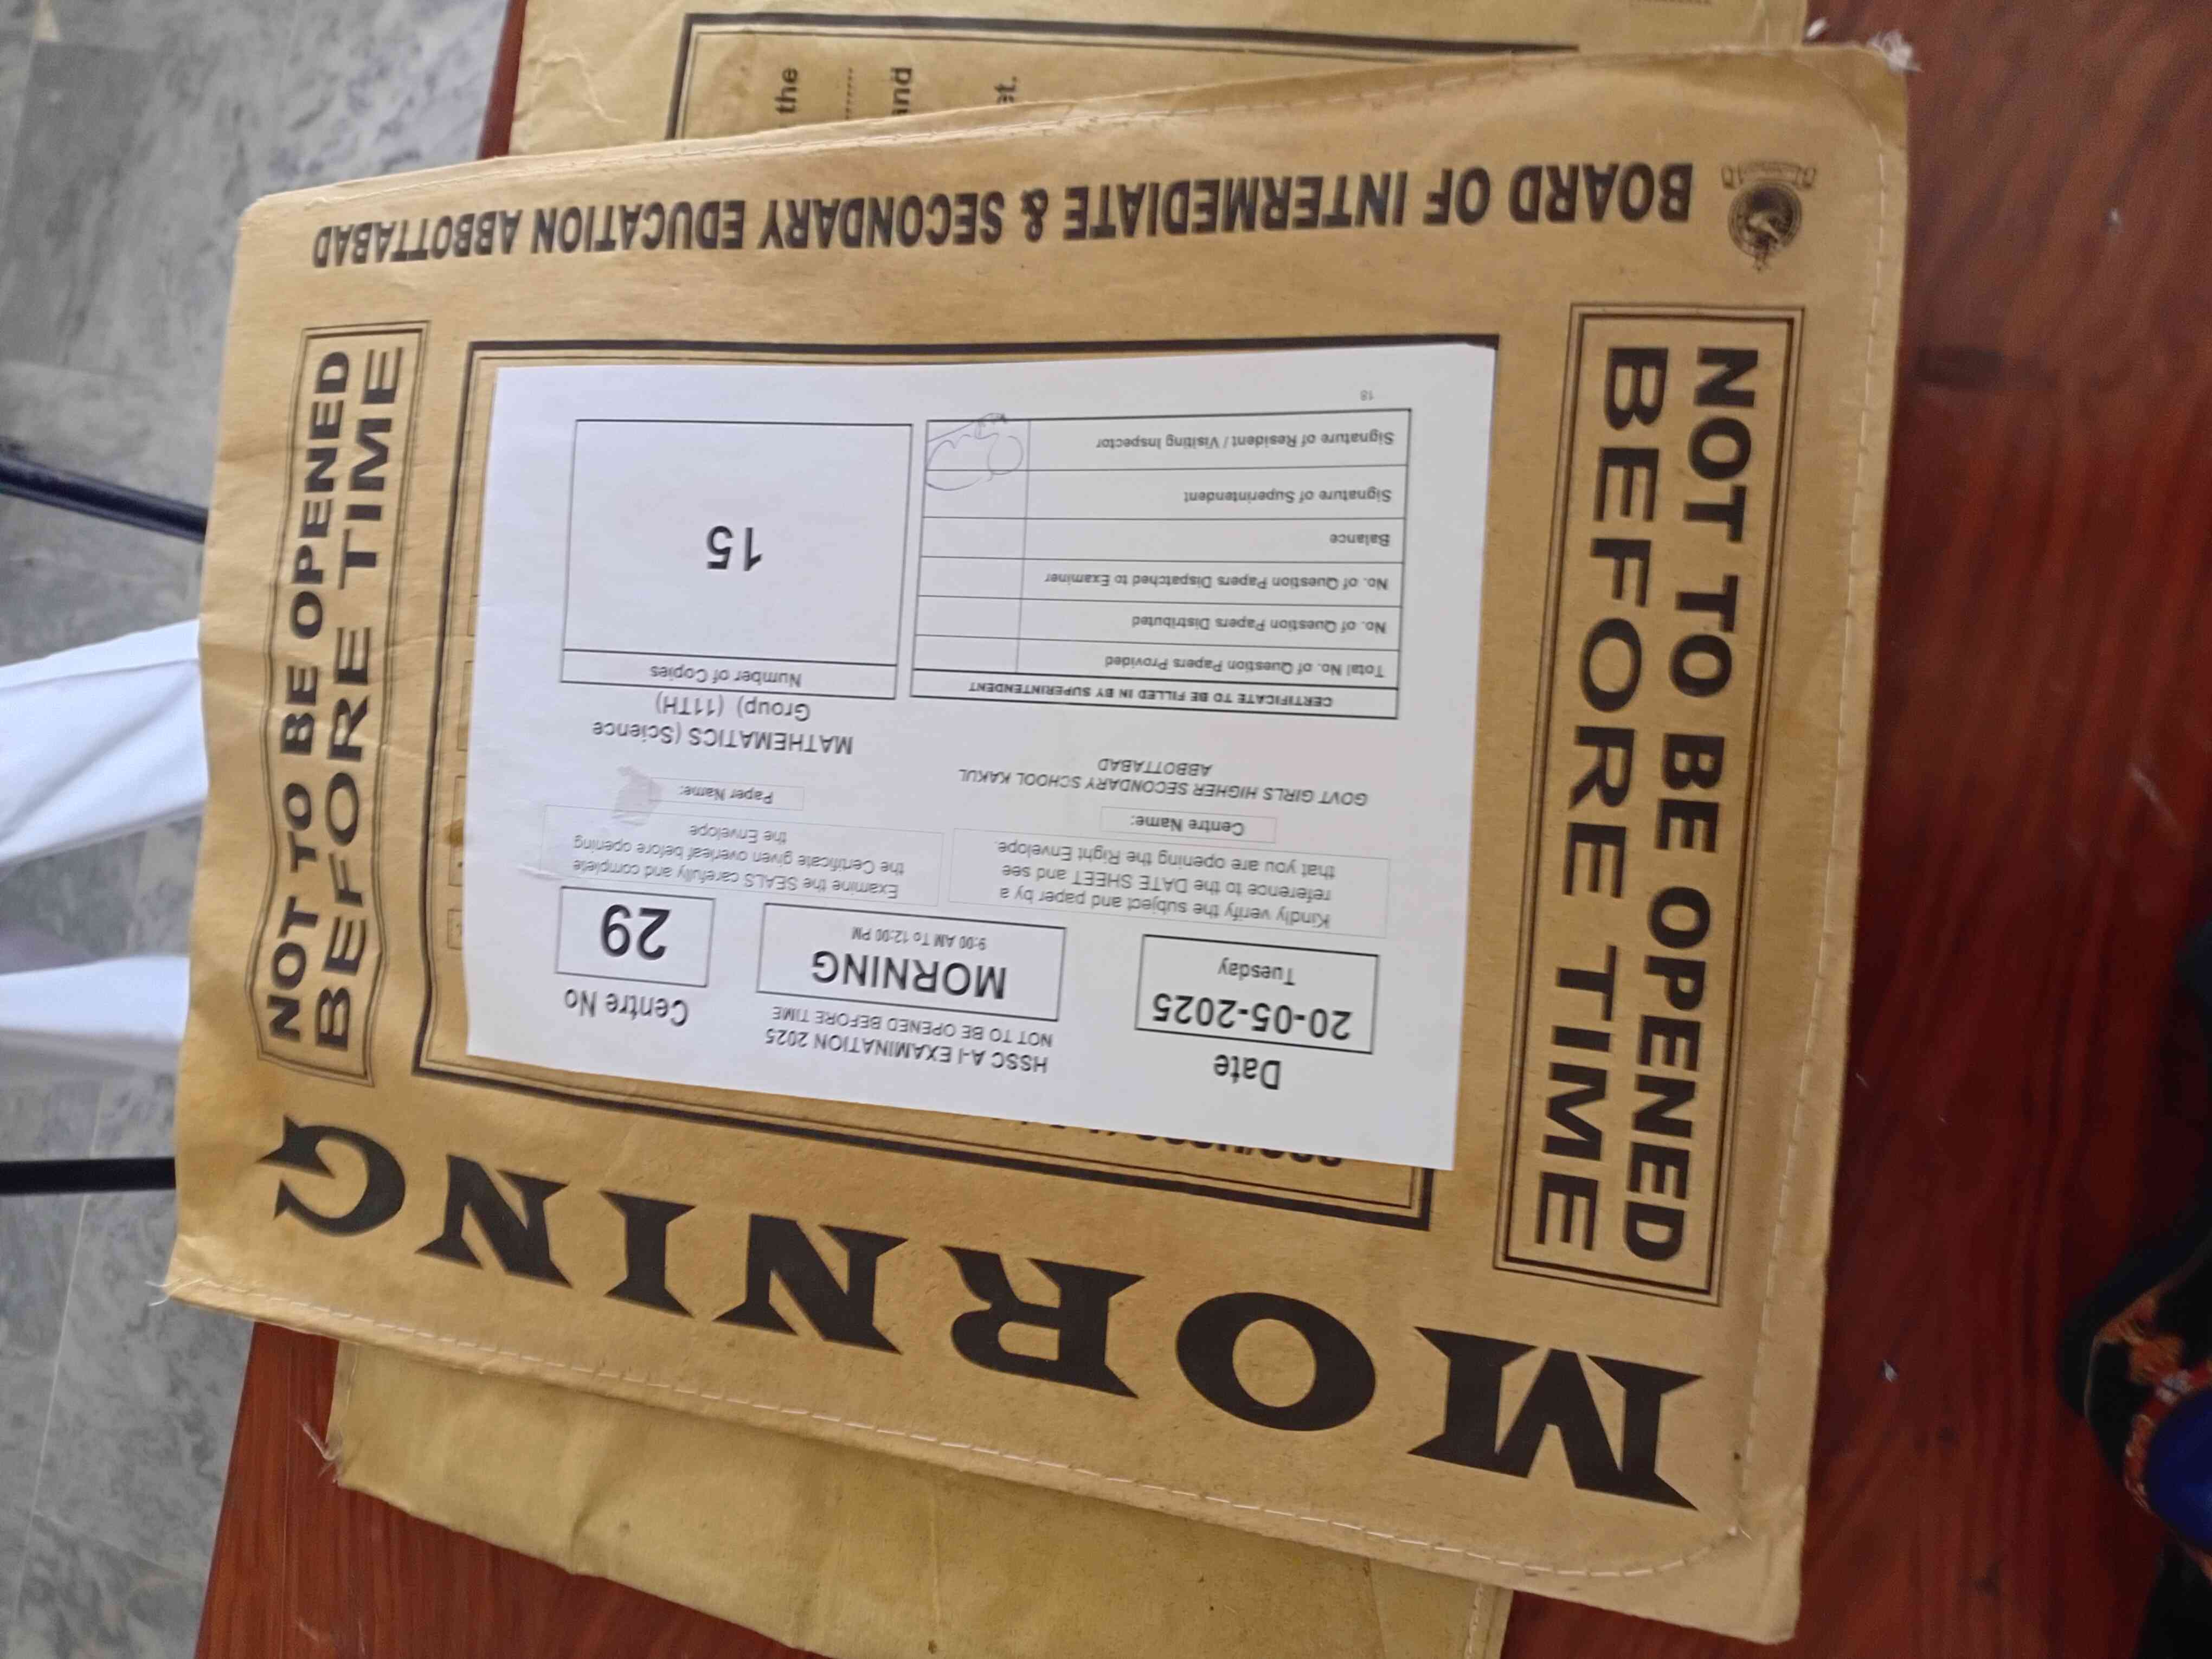 BOARD OF INTERMEDIATE & SECONDARY EDUCATION ABBOTTABAD
MORNING
NOT TO BE OPENED
BEFORE TIME
NOT TO BE OPENED
BEFORE TIME
Date
20-05-2025
Tuesday
HSSC A-I EXAMINATION 2025
NOT TO BE OPENED BEFORE TIME
MORNING
9:00 AM To 12:00 PM
Centre No
29
Kindly verify the subject and paper by a
reference to the DATE SHEET and see
that you are opening the Right Envelope.
Examine the SEALS carefully and complete
the Certificate given overleaf before opening
the Envelope
Centre Name:
GOVT GIRLS HIGHER SECONDARY SCHOOL KAKUL
ABBOTTABAD
Paper Name:
MATHEMATICS (Science
Group) (11TH)
CERTIFICATE TO BE FILLED IN BY SUPERINTENDENT
Total No. of Question Papers Provided
No. of Question Papers Distributed
No. of Question Papers Dispatched to Examiner
Balance
Signature of Superintendent
Signature of Resident / Visiting Inspector
Number of Copies
15
18
the
and